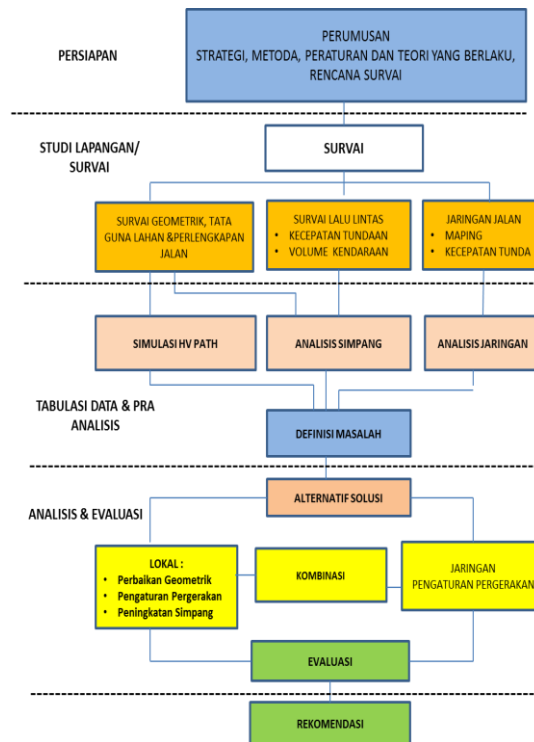 PERSIAPAN
PERUMUSAN
STRATEGI, METODA, PERATURAN DAN TEORI YANG BERLAKU,
RENCANA SURVAI
STUDI LAPANGAN/
SURVAI
SURVAI
SURVAI GEOMETRIK, TATA
GUNA LAHAN &PERLENGKAPAN
JALAN
SURVAI LALU LINTAS
• KECEPATAN TUNDAAN
• VOLUME KENDARAAN
JARINGAN JALAN
• MAPING
• KECEPATAN TUNDA
SIMULASI HV PATH
ANALISIS SIMPANG
ANALISIS JARINGAN
TABULASI DATA & PRA
ANALISIS
DEFINISI MASALAH
ANALISIS & EVALUASI
ALTERNATIF SOLUSI
LOKAL :
• Perbaikan Geometrik
• Pengaturan Pergerakan
• Peningkatan Simpang
KOMBINASI
JARINGAN
PENGATURAN PERGERAKAN
EVALUASI
REKOMENDASI